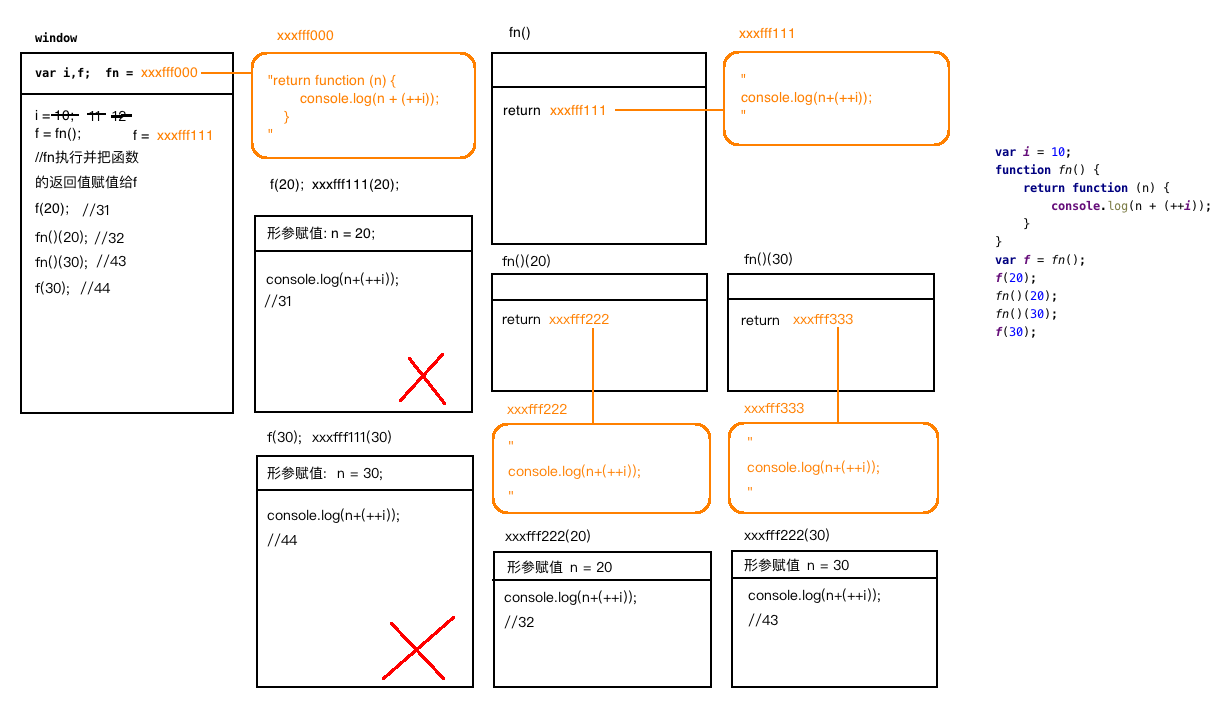 window
var i,f; fn = xxxfff000
i = 10; 11 12
f = fn(); f = xxxfff111
//fn执行并把函数
的返回值赋值给f
f(20); //31
fn()(20); //32
fn()(30); //43
f(30); //44
xxxfff000
"return function (n) {
console.log(n + (++i));
}
"
f(20); xxxfff111(20);
形参赋值: n = 20;
console.log(n+(++i));
//31
f(30); xxxfff111(30)
形参赋值: n = 30;
console.log(n+(++i));
//44
fn()
return xxxfff111
xxxfff111
"
console.log(n+(++i));
"
fn()(20)
return xxxfff222
xxxfff222
"
console.log(n+(++i));
"
xxxfff222(20)
形参赋值 n = 20
console.log(n+(++i));
//32
fn()(30)
return xxxfff333
xxxfff333
"
console.log(n+(++i));
"
xxxfff222(30)
形参赋值 n = 30
console.log(n+(++i));
//43
var i = 10;
function fn() {
return function (n) {
console.log(n + (++i));
}
}
var f = fn();
f(20);
fn()(20);
fn()(30);
f(30);